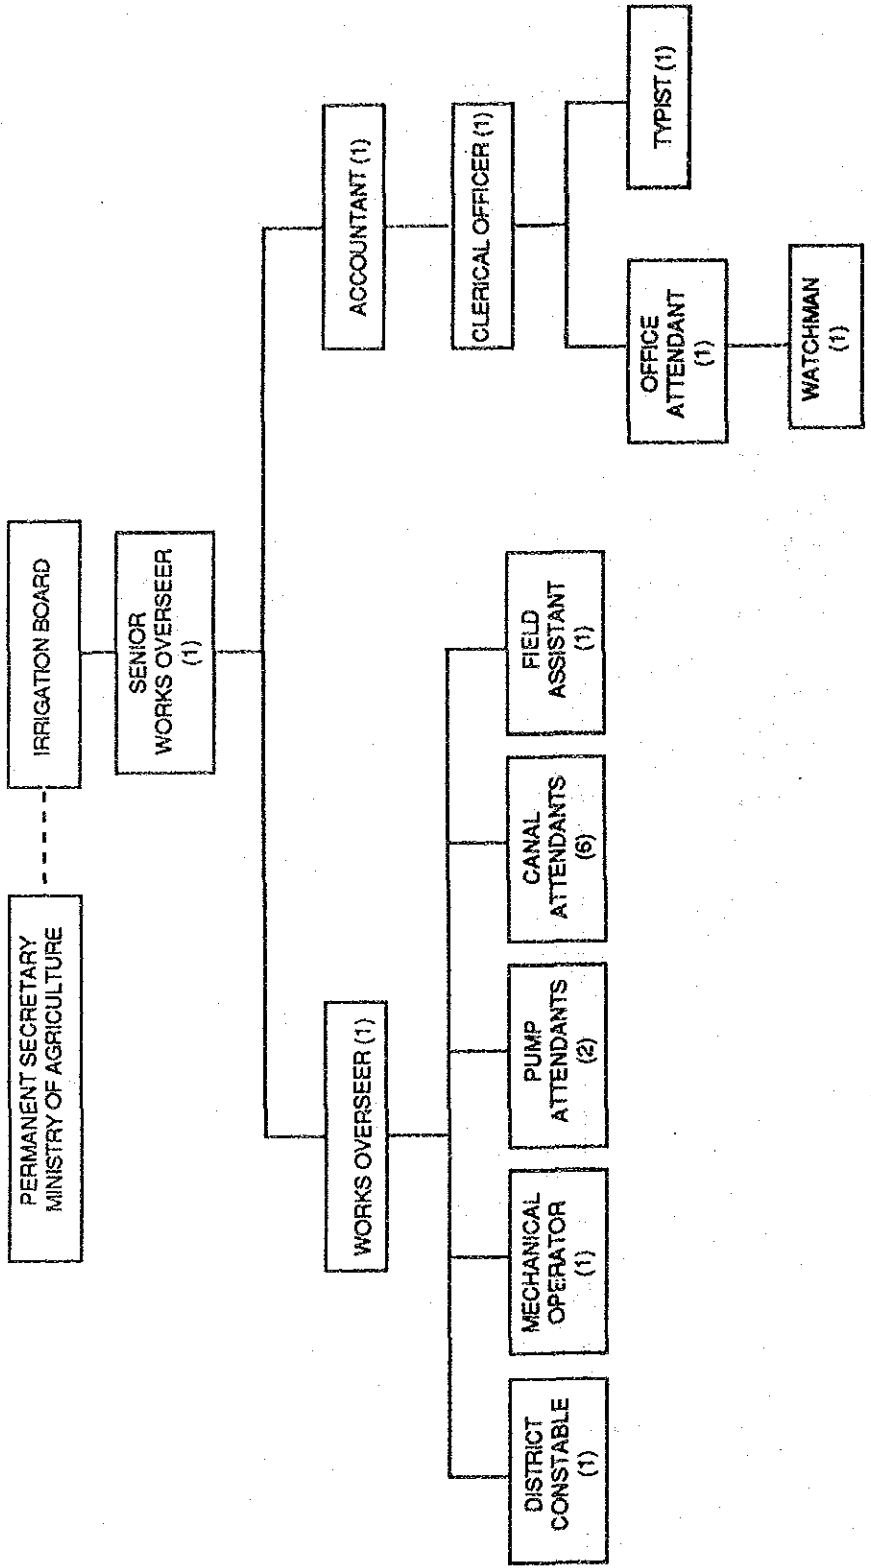 PERMANENT SECRETARY
MINISTRY OF AGRICULTURE
IRRIGATION BOARD
SENIOR
WORKS OVERSEER
(1)
WORKS OVERSEER (1)
ACCOUNTANT (1)
CLERICAL OFFICER (1)
DISTRICT
CONSTABLE
(1)
MECHANICAL
OPERATOR
(1)
PUMP
ATTENDANTS
(2)
CANAL
ATTENDANTS
(6)
FIELD
ASSISTANT
(1)
OFFICE
ATTENDANT
(1)
TYPIST (1)
WATCHMAN
(1)